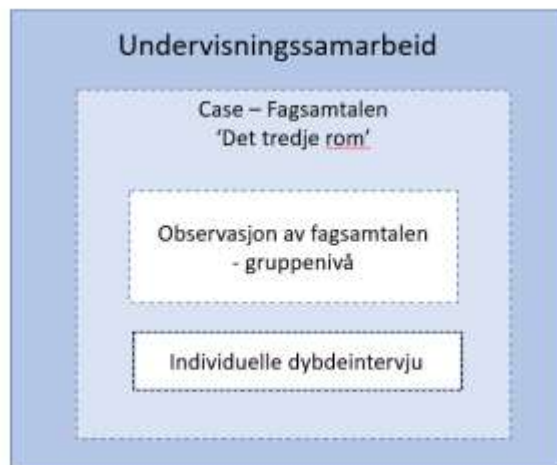 Undervisningssamarbeid
Case – Fagsamtalen
‘Det tredje rom’
Observasjon av fagsamtalen
- gruppenivå
Individuelle dybdeintervju